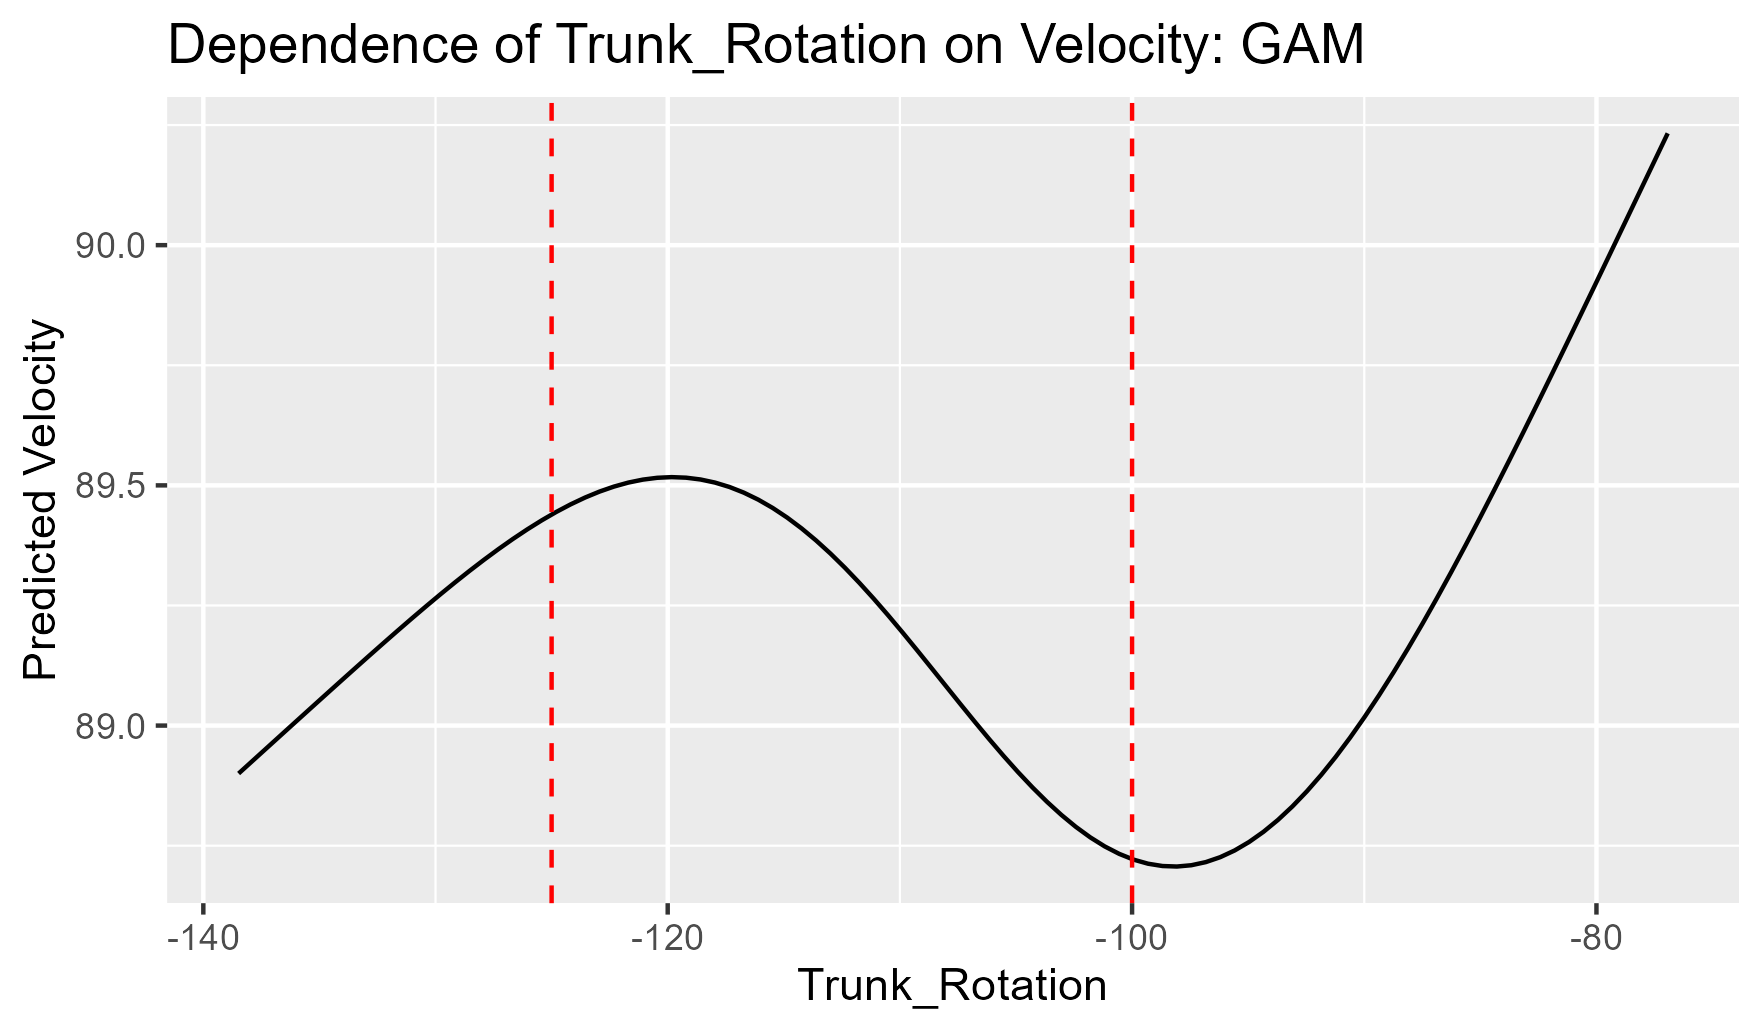 Dependence of Trunk_Rotation on Velocity: GAM
Predicted Velocity
90.0
89.5
89.0
-140 -120 -100 -80
Trunk_Rotation